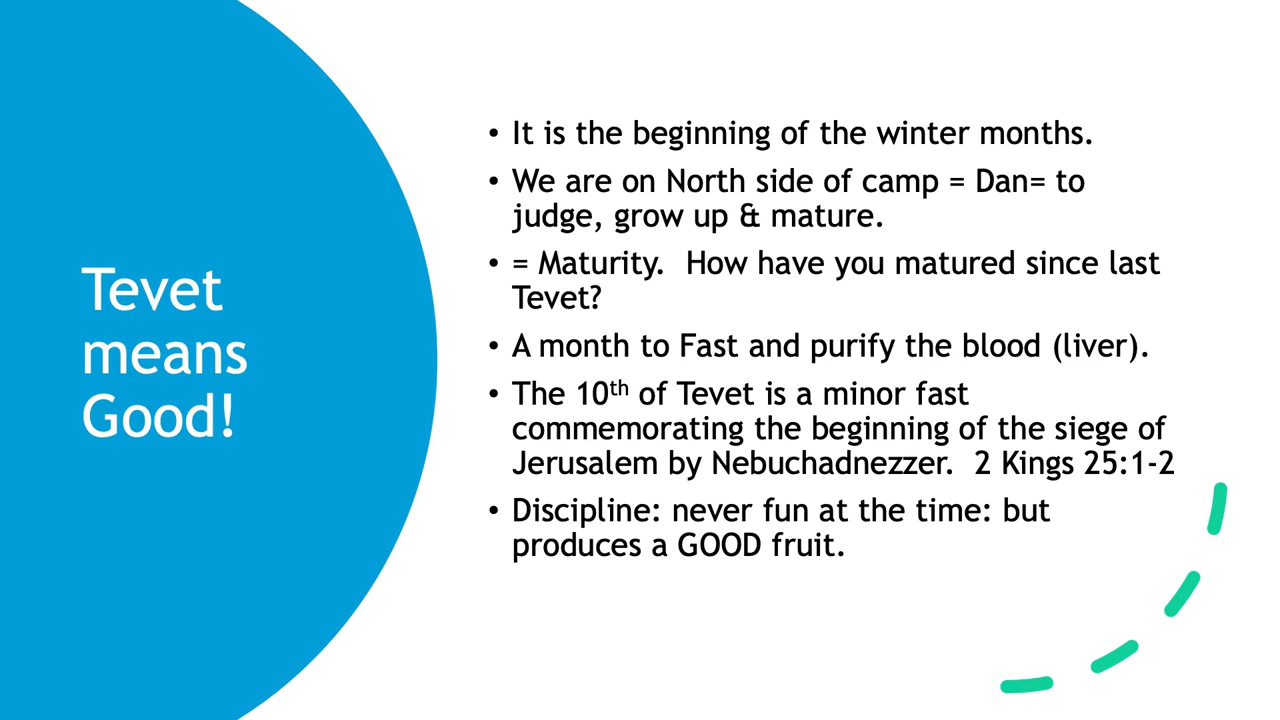 Tevet
means
Good!
• It is the beginning of the winter months.
• We are on North side of camp = Dan= to
judge, grow up & mature.
• = Maturity.  How have you matured since last
Tevet?
• A month to Fast and purify the blood (liver).
• The 10th of Tevet is a minor fast
commemorating the beginning of the siege of
Jerusalem by Nebuchadnezzer.  2 Kings 25:1-2
• Discipline: never fun at the time: but
produces a GOOD fruit.